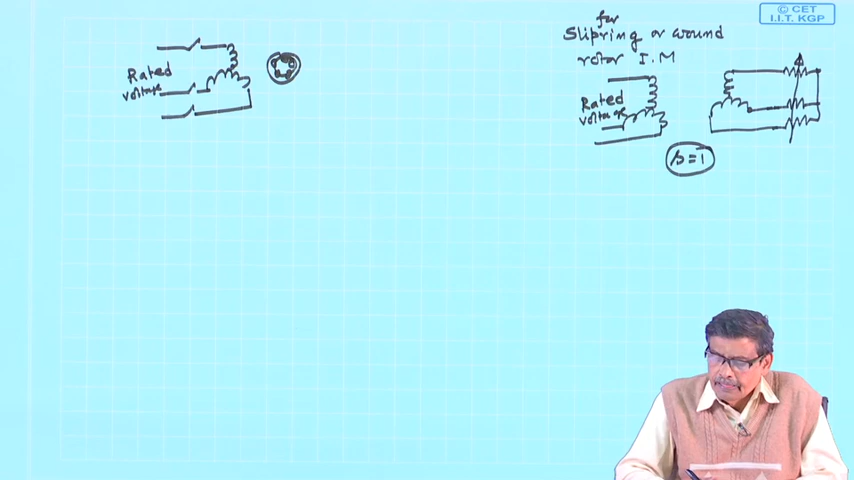 Rated
voltage
© CET
I.I.T. KGP
for
Slipring or wound
rotor I.M
Rated
voltage
s=1